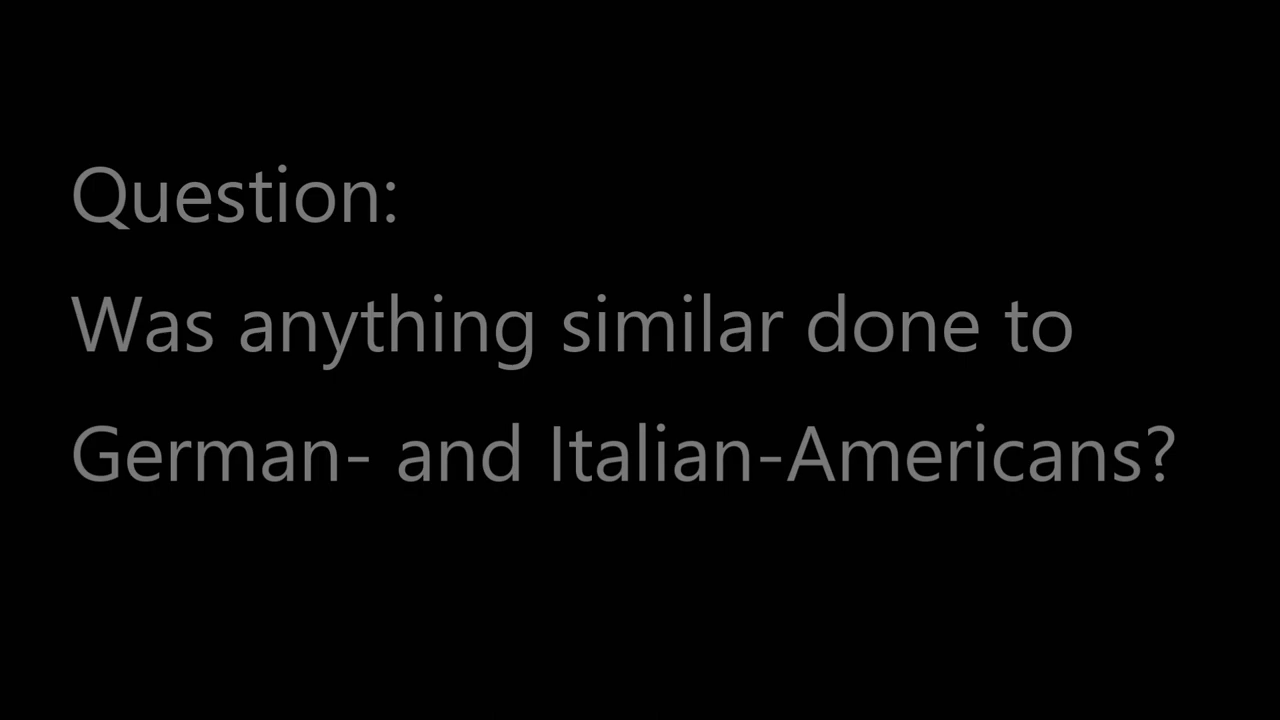 Question:
Was anything similar done to
German- and Italian-Americans?